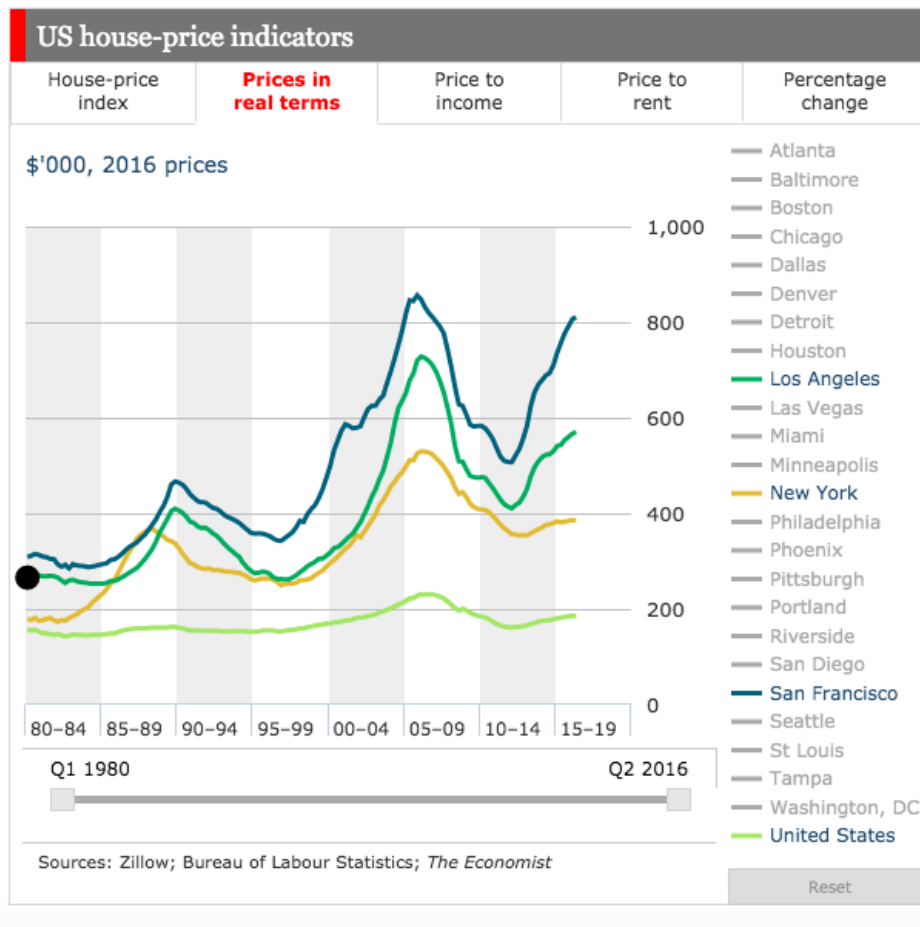 US house-price indicators
House-price
index
Prices in
real terms
Price to
income
Price to
rent
Percentage
change
$'000, 2016 prices
1,000
800
600
400
200
0
80–84 85–89 90–94 95–99 00–04 05–09 10–14 15–19
Q1 1980 Q2 2016
Sources: Zillow; Bureau of Labour Statistics; The Economist
Atlanta
Baltimore
Boston
Chicago
Dallas
Denver
Detroit
Houston
Los Angeles
Las Vegas
Miami
Minneapolis
New York
Philadelphia
Phoenix
Pittsburgh
Portland
Riverside
San Diego
San Francisco
Seattle
St Louis
Tampa
Washington, DC
United States
Reset